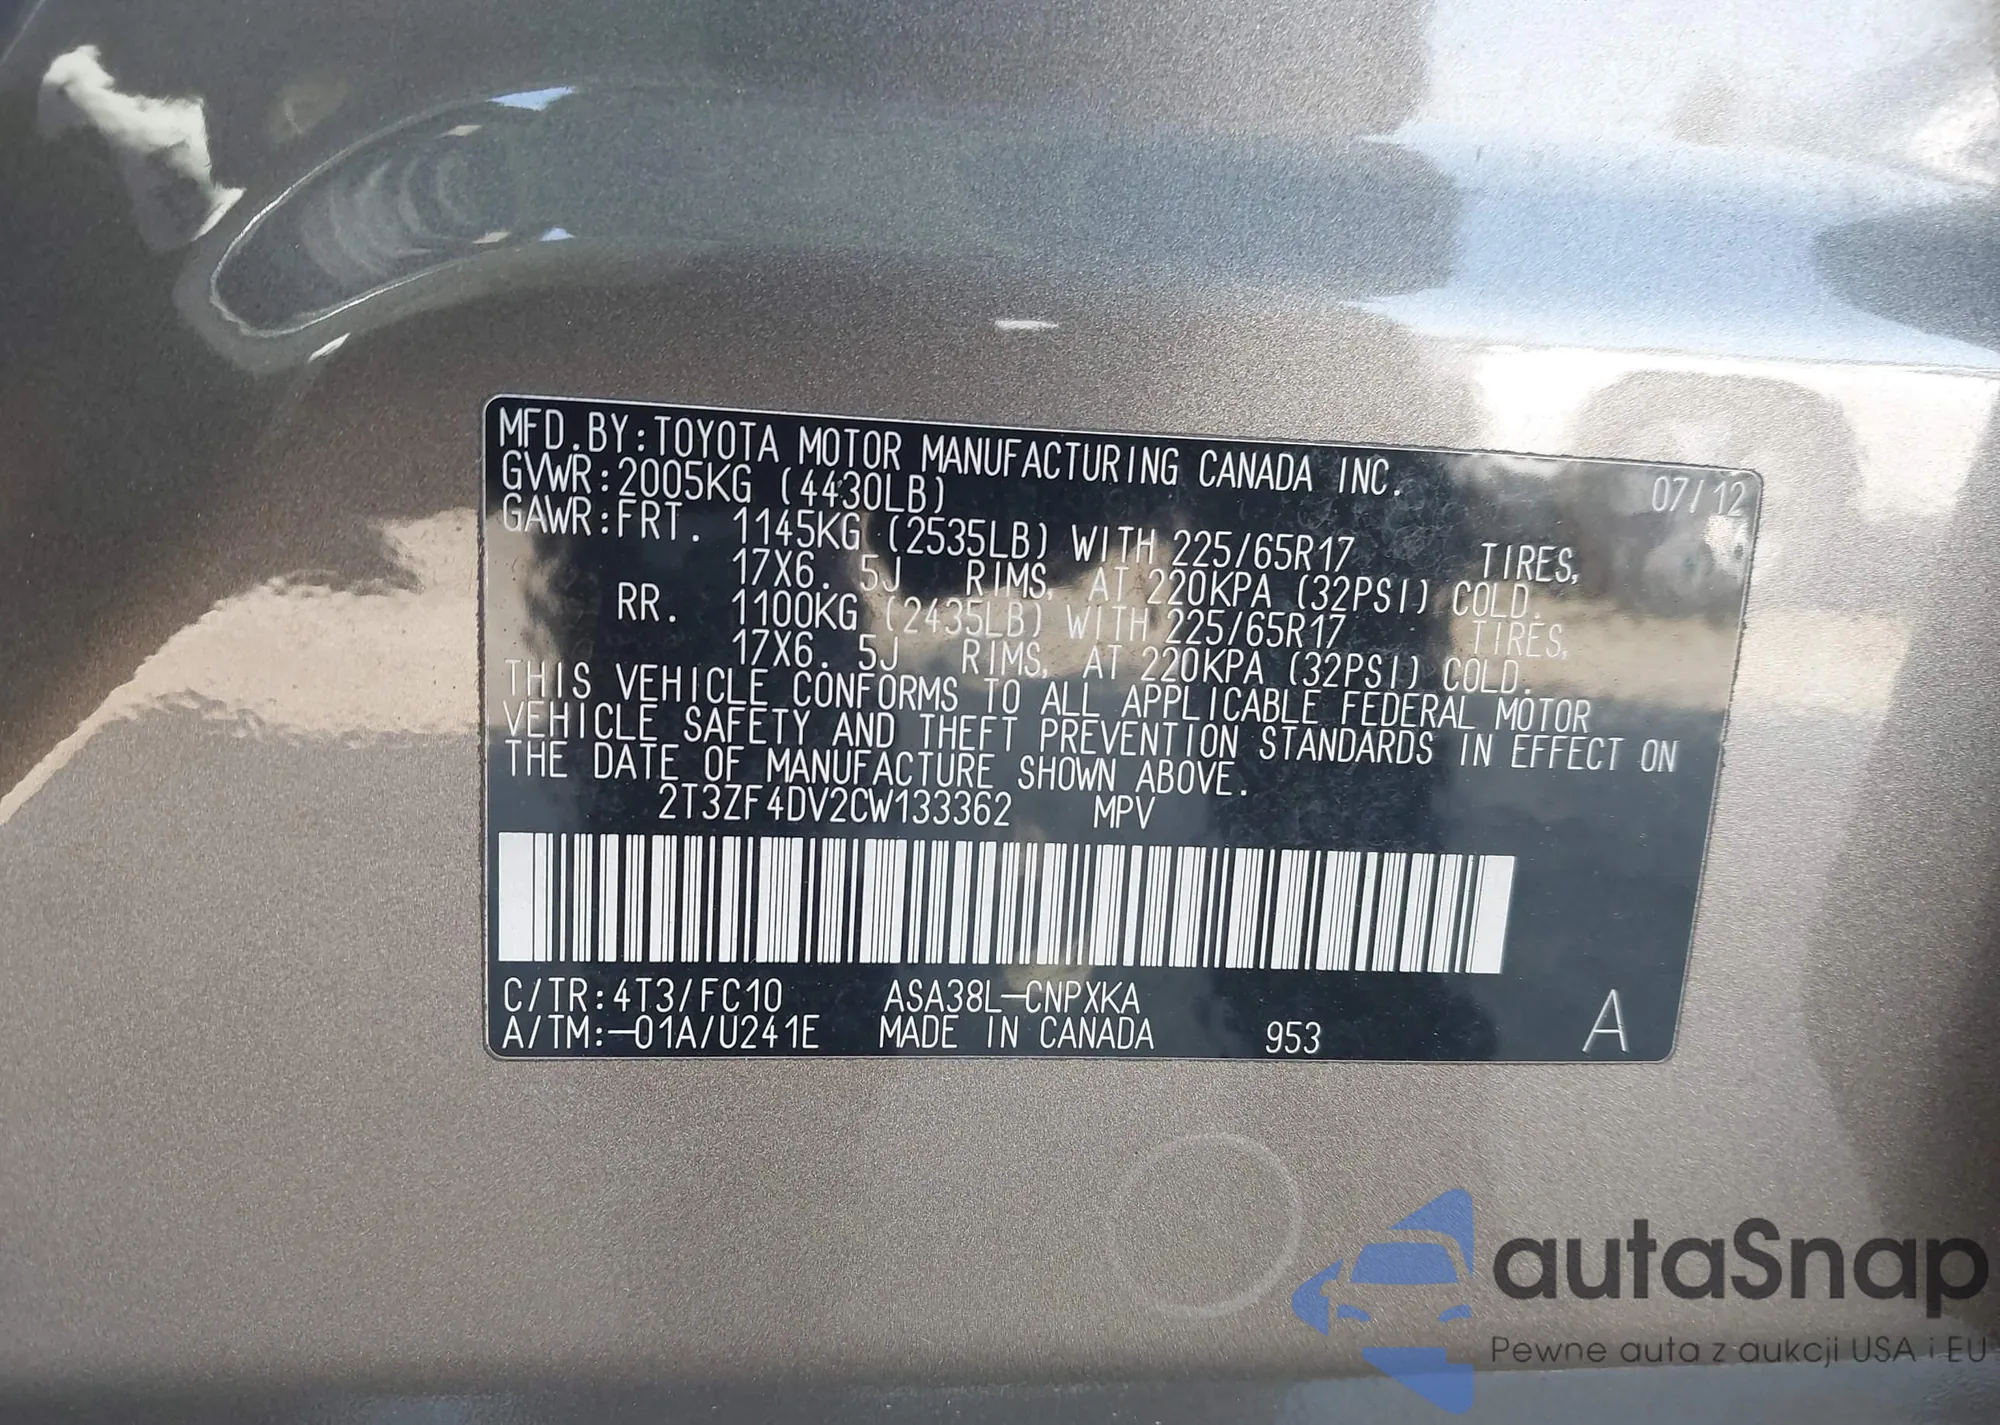 MFD.BY:TOYOTA MOTOR MANUFACTURING CANADA INC.
GVWR:2005KG (4430LB) 07/12
GAWR:FRT. 1145KG (2535LB) WITH 225/65R17 TIRES,
17X6. 5J RIMS, AT 220KPA (32PSI) COLD.
RR. 1100KG (2435LB) WITH 225/65R17 TIRES,
17X6. 5J RIMS, AT 220KPA (32PSI) COLD.
THIS VEHICLE CONFORMS TO ALL APPLICABLE FEDERAL MOTOR
VEHICLE SAFETY AND THEFT PREVENTION STANDARDS IN EFFECT ON
THE DATE OF MANUFACTURE SHOWN ABOVE.
2T3ZF4DV2CW133362 MPV
C/TR:4T3/FC10 ASA38L-CNPXKA
A/TM:-01A/U241E MADE IN CANADA 953 A
autaSnap
Pewne auta z aukcji USA i EU